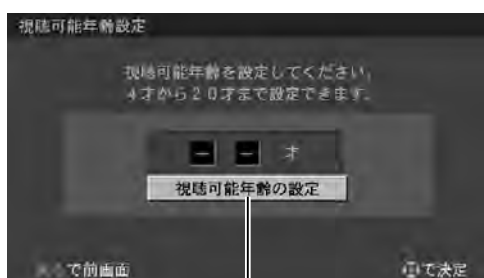 視聴可能年齢設定
視聴可能年齢を設定してください。
4才から20才まで設定できます。
－ － 才
視聴可能年齢の設定
で前画面
で決定